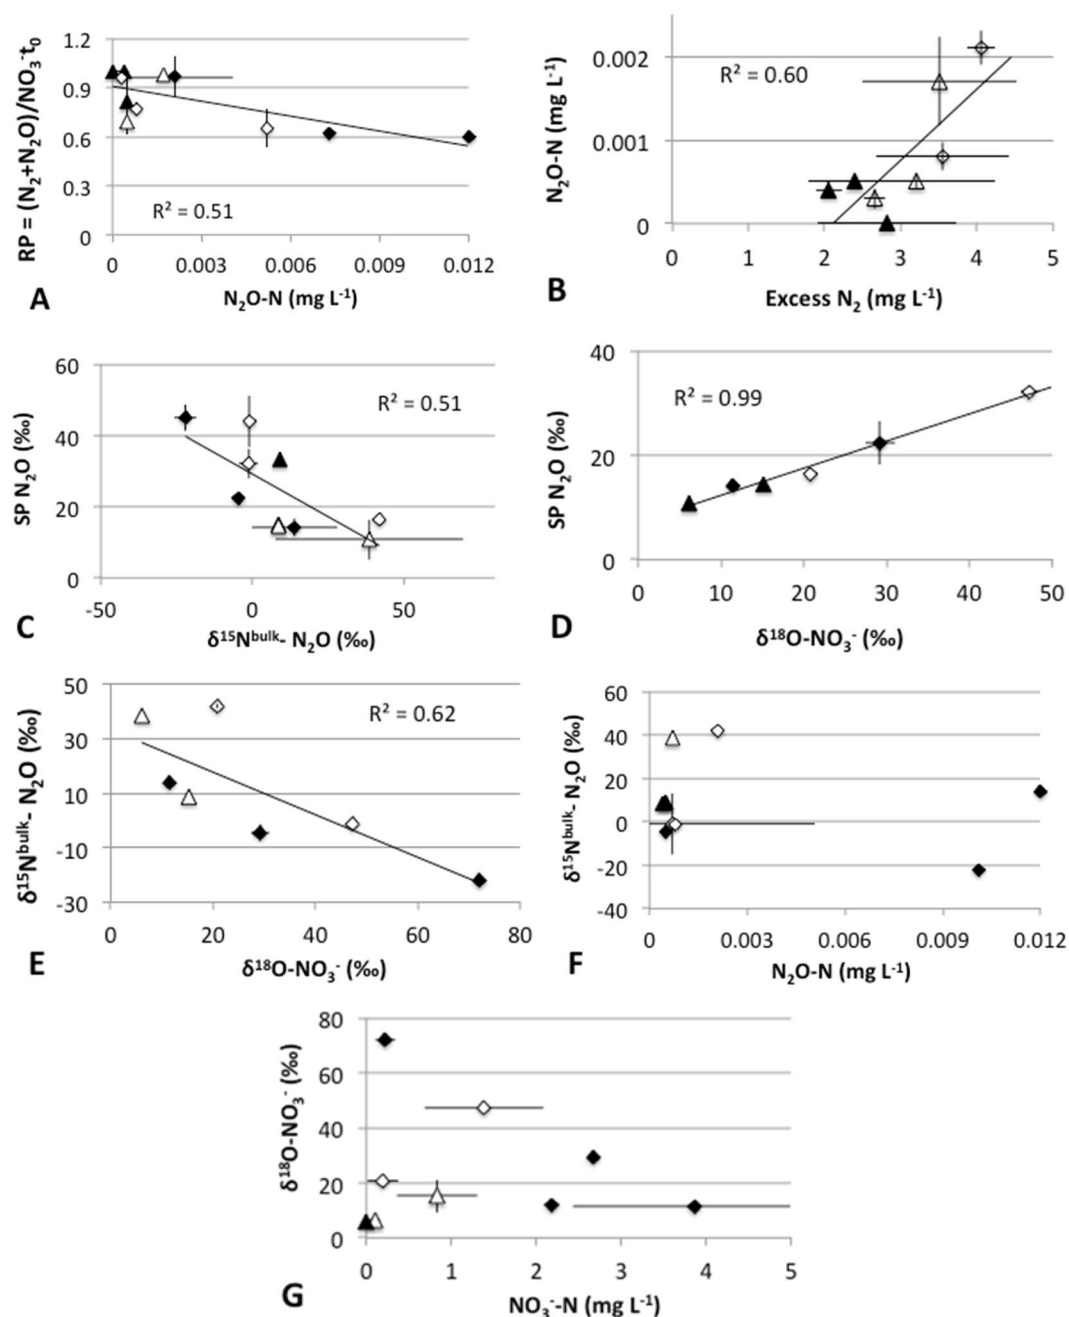 RP = (N₂+N₂O)/NO₃⁻t₀
1.2
0.9
0.6
0.3
0
R² = 0.51
0 0.003 0.006 0.009 0.012
A N₂O-N (mg L⁻¹)
N₂O-N (mg L⁻¹)
0.002
0.001
0
R² = 0.60
0 1 2 3 4 5
B Excess N₂ (mg L⁻¹)
SP N₂O (‰)
60
40
20
0
R² = 0.51
-50 0 50
C δ¹⁵Nᵇᵘˡᵏ- N₂O (‰)
SP N₂O (‰)
40
20
0
R² = 0.99
0 10 20 30 40 50
D δ¹⁸O-NO₃⁻ (‰)
δ¹⁵Nᵇᵘˡᵏ- N₂O (‰)
50
30
10
-10
-30
R² = 0.62
0 20 40 60 80
E δ¹⁸O-NO₃⁻ (‰)
δ¹⁵Nᵇᵘˡᵏ- N₂O (‰)
60
40
20
0
-20
-40
0 0.003 0.006 0.009 0.012
F N₂O-N (mg L⁻¹)
δ¹⁸O-NO₃⁻ (‰)
80
60
40
20
0
0 1 2 3 4 5
G NO₃⁻-N (mg L⁻¹)